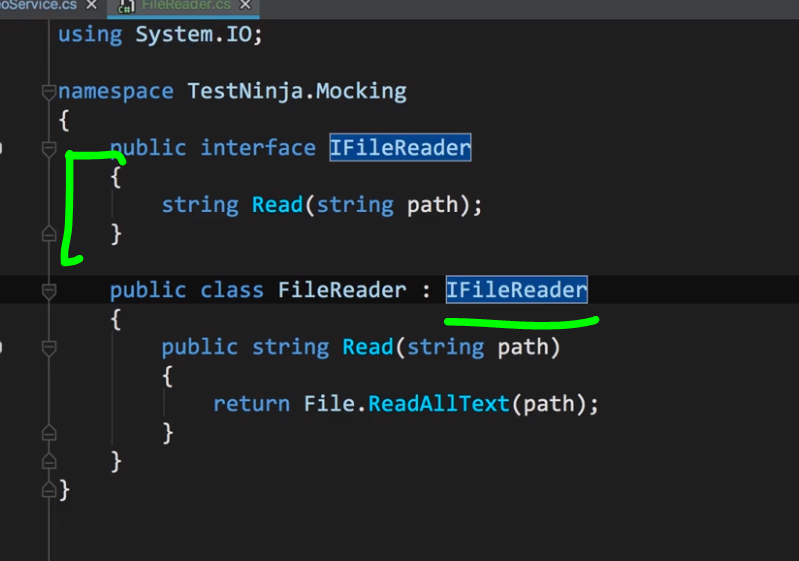 oService.cs × C# FileReader.cs ×
using System.IO;
namespace TestNinja.Mocking
{
public interface IFileReader
{
string Read(string path);
}
public class FileReader : IFileReader
{
public string Read(string path)
{
return File.ReadAllText(path);
}
}
}